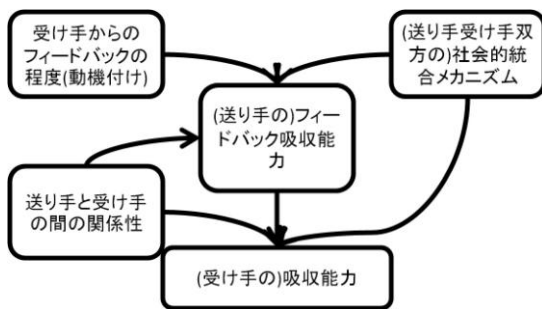 受け手からの
フィードバックの
程度(動機付け)
(送り手受け手双
方の)社会的統
合メカニズム
(送り手の)フィー
ドバック吸収能
力
送り手と受け手
の間の関係性
(受け手の)吸収能力